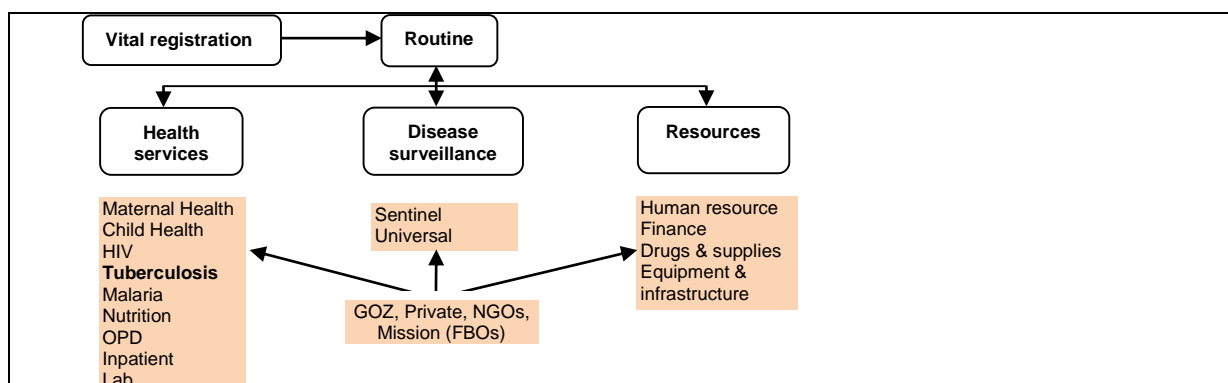 Vital registration
Routine
Health
services
Disease
surveillance
Resources
Maternal Health
Child Health
HIV
Tuberculosis
Malaria
Nutrition
OPD
Inpatient
Lab
Sentinel
Universal
Human resource
Finance
Drugs & supplies
Equipment &
infrastructure
GOZ, Private, NGOs,
Mission (FBOs)